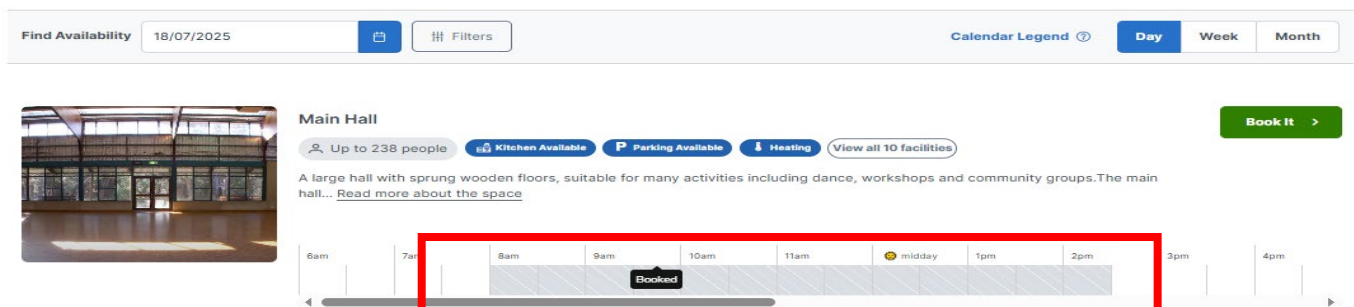 Find Availability 18/07/2025 Filters Calendar Legend ? Day Week Month
Main Hall
Book It >
Up to 238 people Kitchen Available P Parking Available Heating View all 10 facilities
A large hall with sprung wooden floors, suitable for many activities including dance, workshops and community groups.The main
hall... Read more about the space
6am 7am 8am 9am 10am 11am midday 1pm 2pm 3pm 4pm
Booked